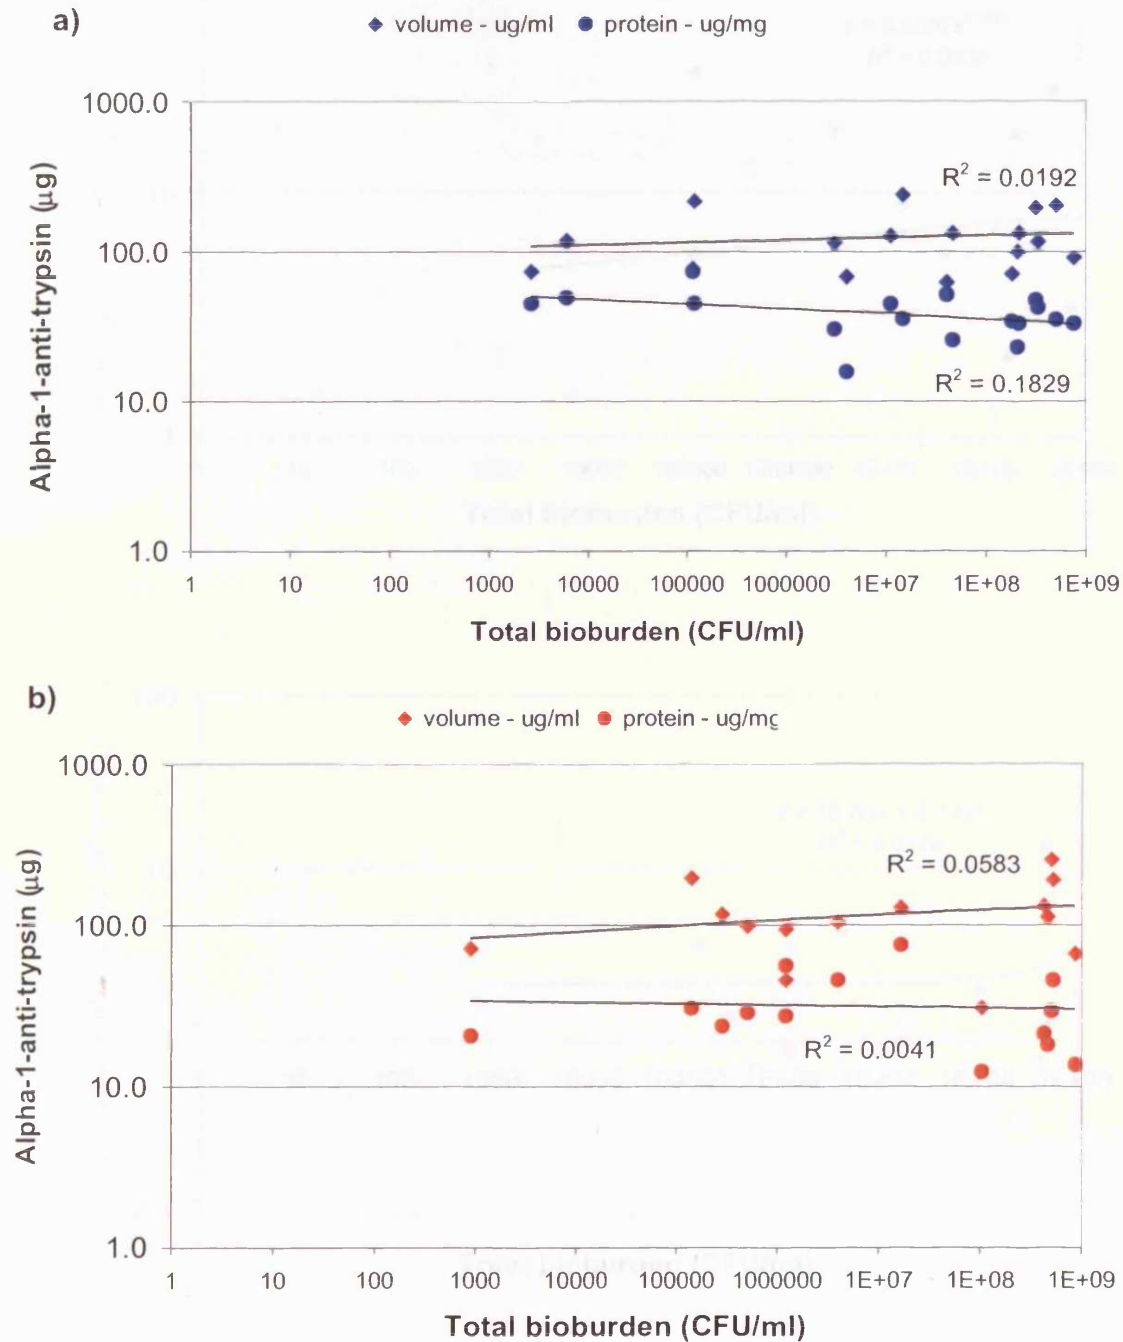 a)
volume - ug/ml protein - ug/mg
1000.0
100.0
10.0
1.0
Alpha-1-anti-trypsin (µg)
R² = 0.0192
R² = 0.1829
1 10 100 1000 10000 100000 1000000 1E+07 1E+08 1E+09
Total bioburden (CFU/ml)
b)
volume - ug/ml protein - ug/mg
1000.0
100.0
10.0
1.0
Alpha-1-anti-trypsin (µg)
R² = 0.0583
R² = 0.0041
1 10 100 1000 10000 100000 1000000 1E+07 1E+08 1E+09
Total bioburden (CFU/ml)